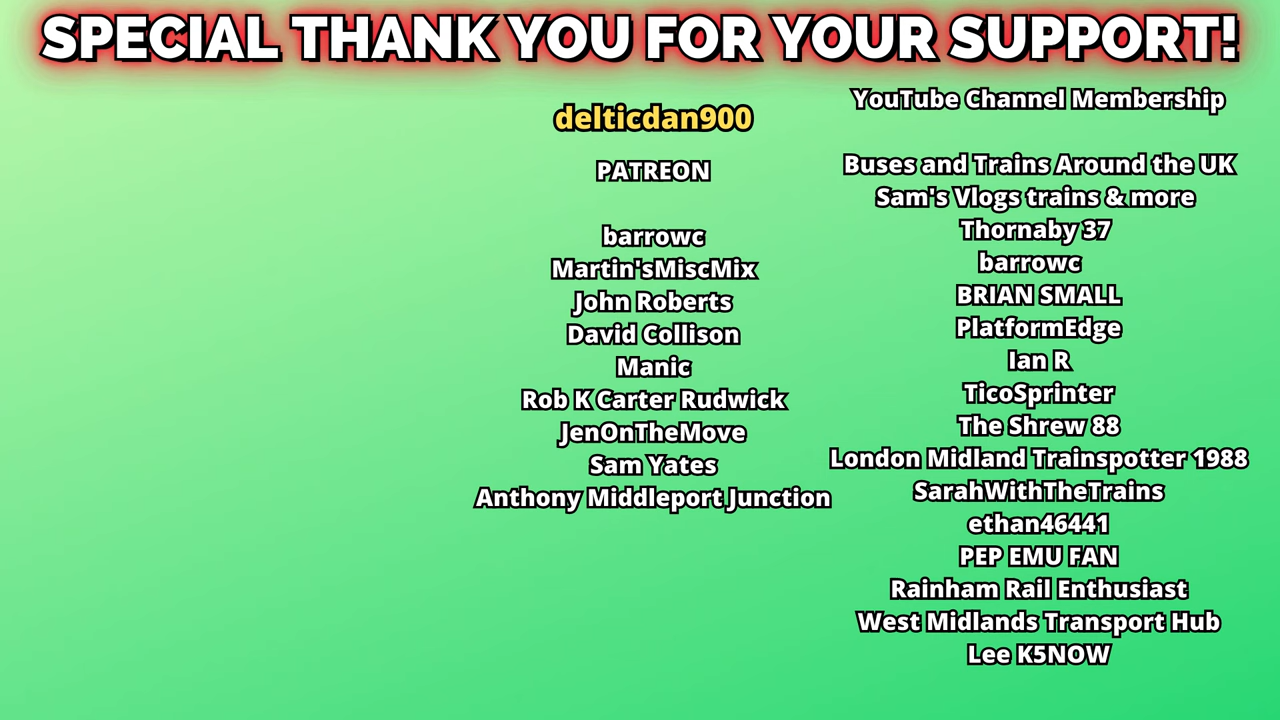 SPECIAL THANK YOU FOR YOUR SUPPORT!
delticdan900
PATREON
barrowc
Martin'sMiscMix
John Roberts
David Collison
Manic
Rob K Carter Rudwick
JenOnTheMove
Sam Yates
Anthony Middleport Junction
YouTube Channel Membership
Buses and Trains Around the UK
Sam's Vlogs trains & more
Thornaby 37
barrowc
BRIAN SMALL
PlatformEdge
Ian R
TicoSprinter
The Shrew 88
London Midland Trainspotter 1988
SarahWithTheTrains
ethan46441
PEP EMU FAN
Rainham Rail Enthusiast
West Midlands Transport Hub
Lee K5NOW